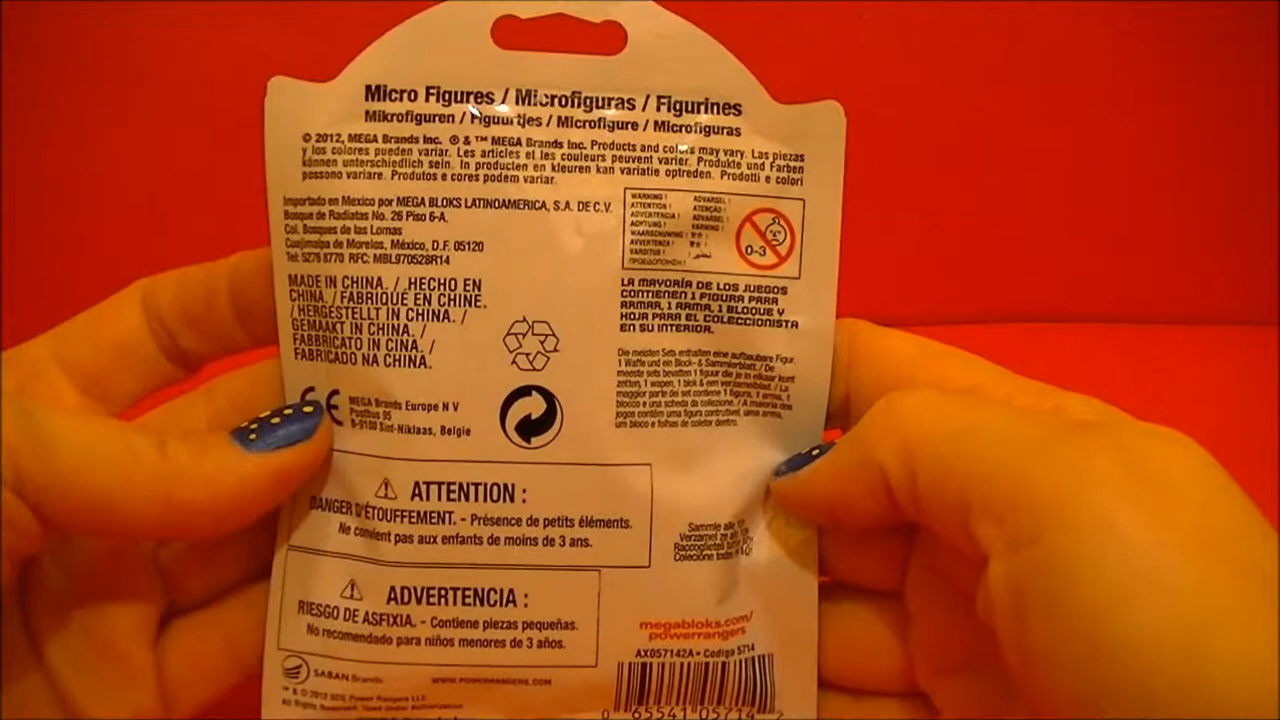 Micro Figures / Microfiguras / Figurines
Mikrofiguren / Figuurtjes / Microfigure / Microfiguras
© 2012, MEGA Brands Inc. ® & ™ MEGA Brands Inc. Products and colors may vary. Las piezas
y los colores pueden variar. Les articles et les couleurs peuvent varier. Produkte und Farben
können unterschiedlich sein. In producten en kleuren kan variatie optreden. Prodotti e colori
possono variare. Produtos e cores podem variar.
Importado en Mexico por MEGA BLOKS LATINOAMERICA, S.A. DE C.V.
Bosque de Radiatas No. 26 Piso 6-A.
Col. Bosques de las Lomas
Cuajimalpa de Morelos, México, D.F. 05120
Tel: 5276 8770 RFC: MBL970528R14
WARNING! ADVARSEL!
ATTENTION! ATENÇÃO!
ADVERTENCIA! ADVARSEL!
ACHTUNG! VARNING!
WAARSCHUWING!
AVVERTENZA!
VAROITUS!
ΠΡΟΕΙΔΟΠΟΙΗΣΗ!
0-3
MADE IN CHINA. / HECHO EN
CHINA. / FABRIQUÉ EN CHINE.
/ HERGESTELLT IN CHINA. /
GEMAAKT IN CHINA. /
FABBRICATO IN CINA. /
FABRICADO NA CHINA.
LA MAYORÍA DE LOS JUEGOS
CONTIENEN 1 FIGURA PARA
ARMAR, 1 ARMA, 1 BLOQUE Y
HOJA PARA EL COLECCIONISTA
EN SU INTERIOR.
Die meisten Sets enthalten eine aufbaubare Figur,
1 Waffe und ein Block- & Sammlerblatt. / De
meeste sets bevatten 1 figuur die je in elkaar kunt
zetten, 1 wapen, 1 blok & een verzamelblad. / La
maggior parte dei set contiene 1 figura, 1 arma, 1
blocco e una scheda da collezione. / A maioria dos
jogos contém uma figura contrutível, uma arma,
um bloco e folhas de coletor dentro.
CE
MEGA Brands Europe N V
Postbus 95
B-9100 Sint-Niklaas, Belgie
ATTENTION :
DANGER D'ÉTOUFFEMENT. - Présence de petits éléments.
Ne convient pas aux enfants de moins de 3 ans.
Sammle alle
Verzamel ze
Raccoglieteli
Colecione
ADVERTENCIA :
RIESGO DE ASFIXIA. - Contiene piezas pequeñas.
No recomendado para niños menores de 3 años.
megabloks.com/
powerrangers
AX057142A • Codigo 5714
SABAN Brands
WWW.POWERRANGERS.COM
™ & © 2012 SCG Power Rangers LLC
All Rights Reserved. Used Under Authorization
0 65541 05714 2